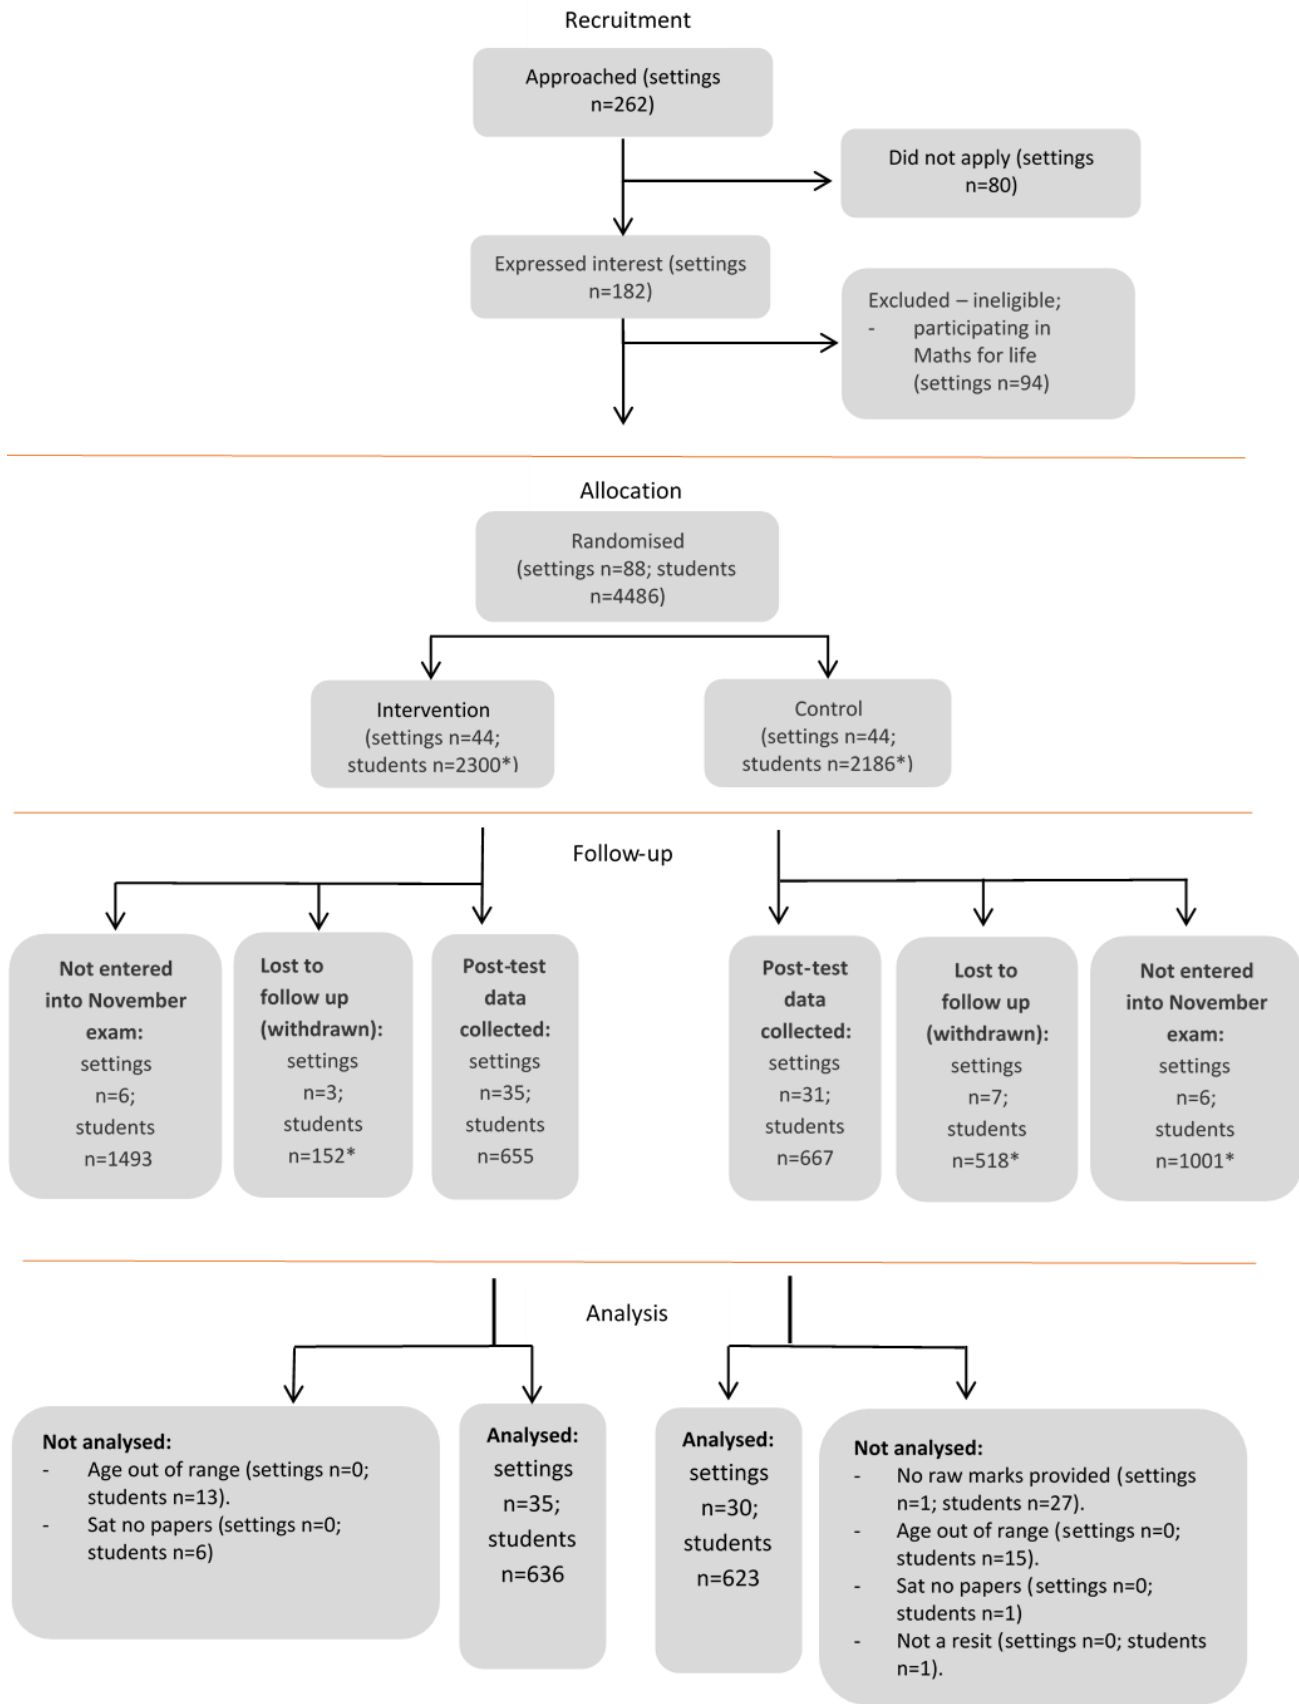 Recruitment
Approached (settings
n=262)
Did not apply (settings
n=80)
Expressed interest (settings
n=182)
Excluded – ineligible;
- participating in
Maths for life
(settings n=94)
Allocation
Randomised
(settings n=88; students
n=4486)
Intervention
(settings n=44;
students n=2300*)
Control
(settings n=44;
students n=2186*)
Follow-up
Not entered
into November
exam:
settings
n=6;
students
n=1493
Lost to
follow up
(withdrawn):
settings
n=3;
students
n=152*
Post-test
data
collected:
settings
n=35;
students
n=655
Post-test
data
collected:
settings
n=31;
students
n=667
Lost to
follow up
(withdrawn):
settings
n=7;
students
n=518*
Not entered
into November
exam:
settings
n=6;
students
n=1001*
Analysis
Not analysed:
- Age out of range (settings n=0;
students n=13).
- Sat no papers (settings n=0;
students n=6)
Analysed:
settings
n=35;
students
n=636
Analysed:
settings
n=30;
students
n=623
Not analysed:
- No raw marks provided (settings
n=1; students n=27).
- Age out of range (settings n=0;
students n=15).
- Sat no papers (settings n=0;
students n=1)
- Not a resit (settings n=0; students
n=1).